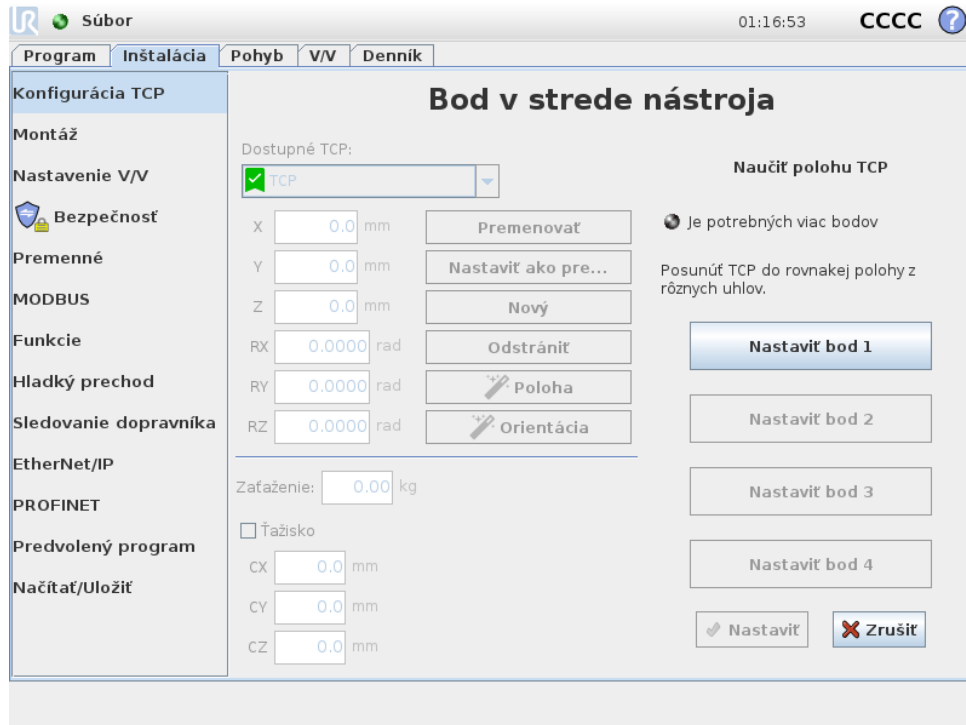 UR Súbor 01:16:53 CCCC ?
Program Inštalácia Pohyb V/V Denník
Konfigurácia TCP
Montáž
Nastavenie V/V
Bezpečnosť
Premenné
MODBUS
Funkcie
Hladký prechod
Sledovanie dopravníka
EtherNet/IP
PROFINET
Predvolený program
Načítať/Uložiť
Bod v strede nástroja
Dostupné TCP:
TCP
X 0.0 mm Premenovať
Y 0.0 mm Nastaviť ako pre...
Z 0.0 mm Nový
RX 0.0000 rad Odstrániť
RY 0.0000 rad Poloha
RZ 0.0000 rad Orientácia
Zaťaženie: 0.00 kg
Ťažisko
CX 0.0 mm
CY 0.0 mm
CZ 0.0 mm
Naučiť polohu TCP
Je potrebných viac bodov
Posunúť TCP do rovnakej polohy z
rôznych uhlov.
Nastaviť bod 1
Nastaviť bod 2
Nastaviť bod 3
Nastaviť bod 4
Nastaviť Zrušiť